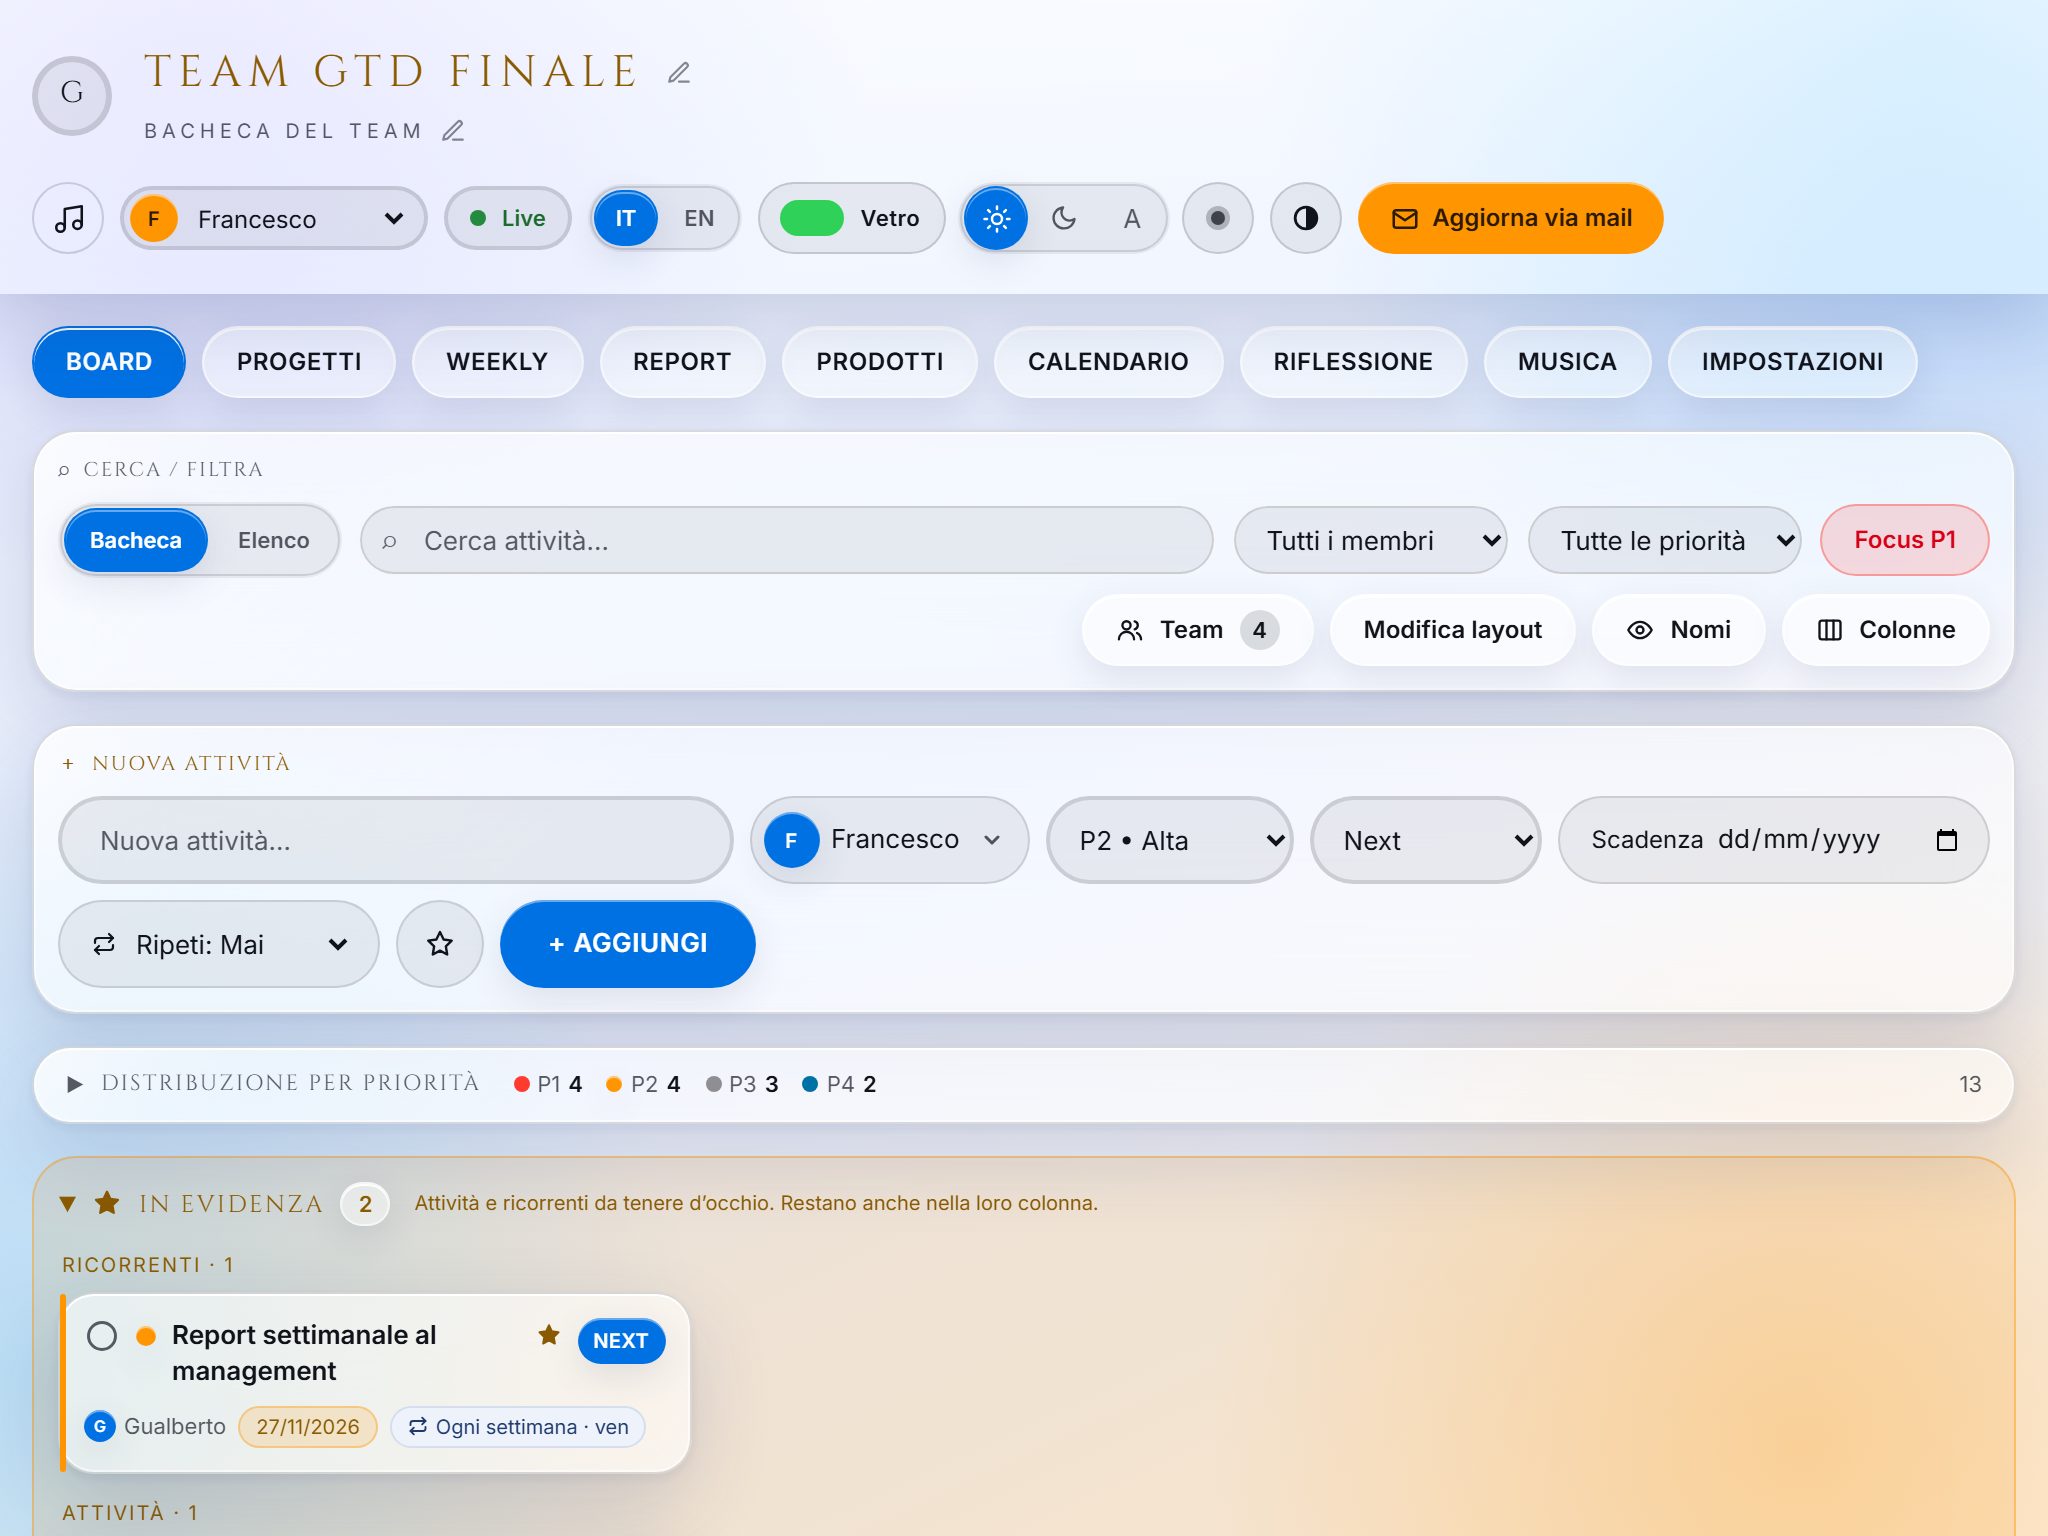 G
TEAM GTD FINALE
BACHECA DEL TEAM
F Francesco Live IT EN Vetro A Aggiorna via mail
BOARD PROGETTI WEEKLY REPORT PRODOTTI CALENDARIO RIFLESSIONE MUSICA IMPOSTAZIONI
CERCA / FILTRA
Bacheca Elenco Cerca attività... Tutti i membri Tutte le priorità Focus P1
Team 4 Modifica layout Nomi Colonne
+ NUOVA ATTIVITÀ
Nuova attività... F Francesco P2 • Alta Next Scadenza dd/mm/yyyy
Ripeti: Mai + AGGIUNGI
DISTRIBUZIONE PER PRIORITÀ P1 4 P2 4 P3 3 P4 2 13
IN EVIDENZA 2 Attività e ricorrenti da tenere d’occhio. Restano anche nella loro colonna.
RICORRENTI · 1
Report settimanale al NEXT
management
G Gualberto 27/11/2026 Ogni settimana · ven
ATTIVITÀ · 1